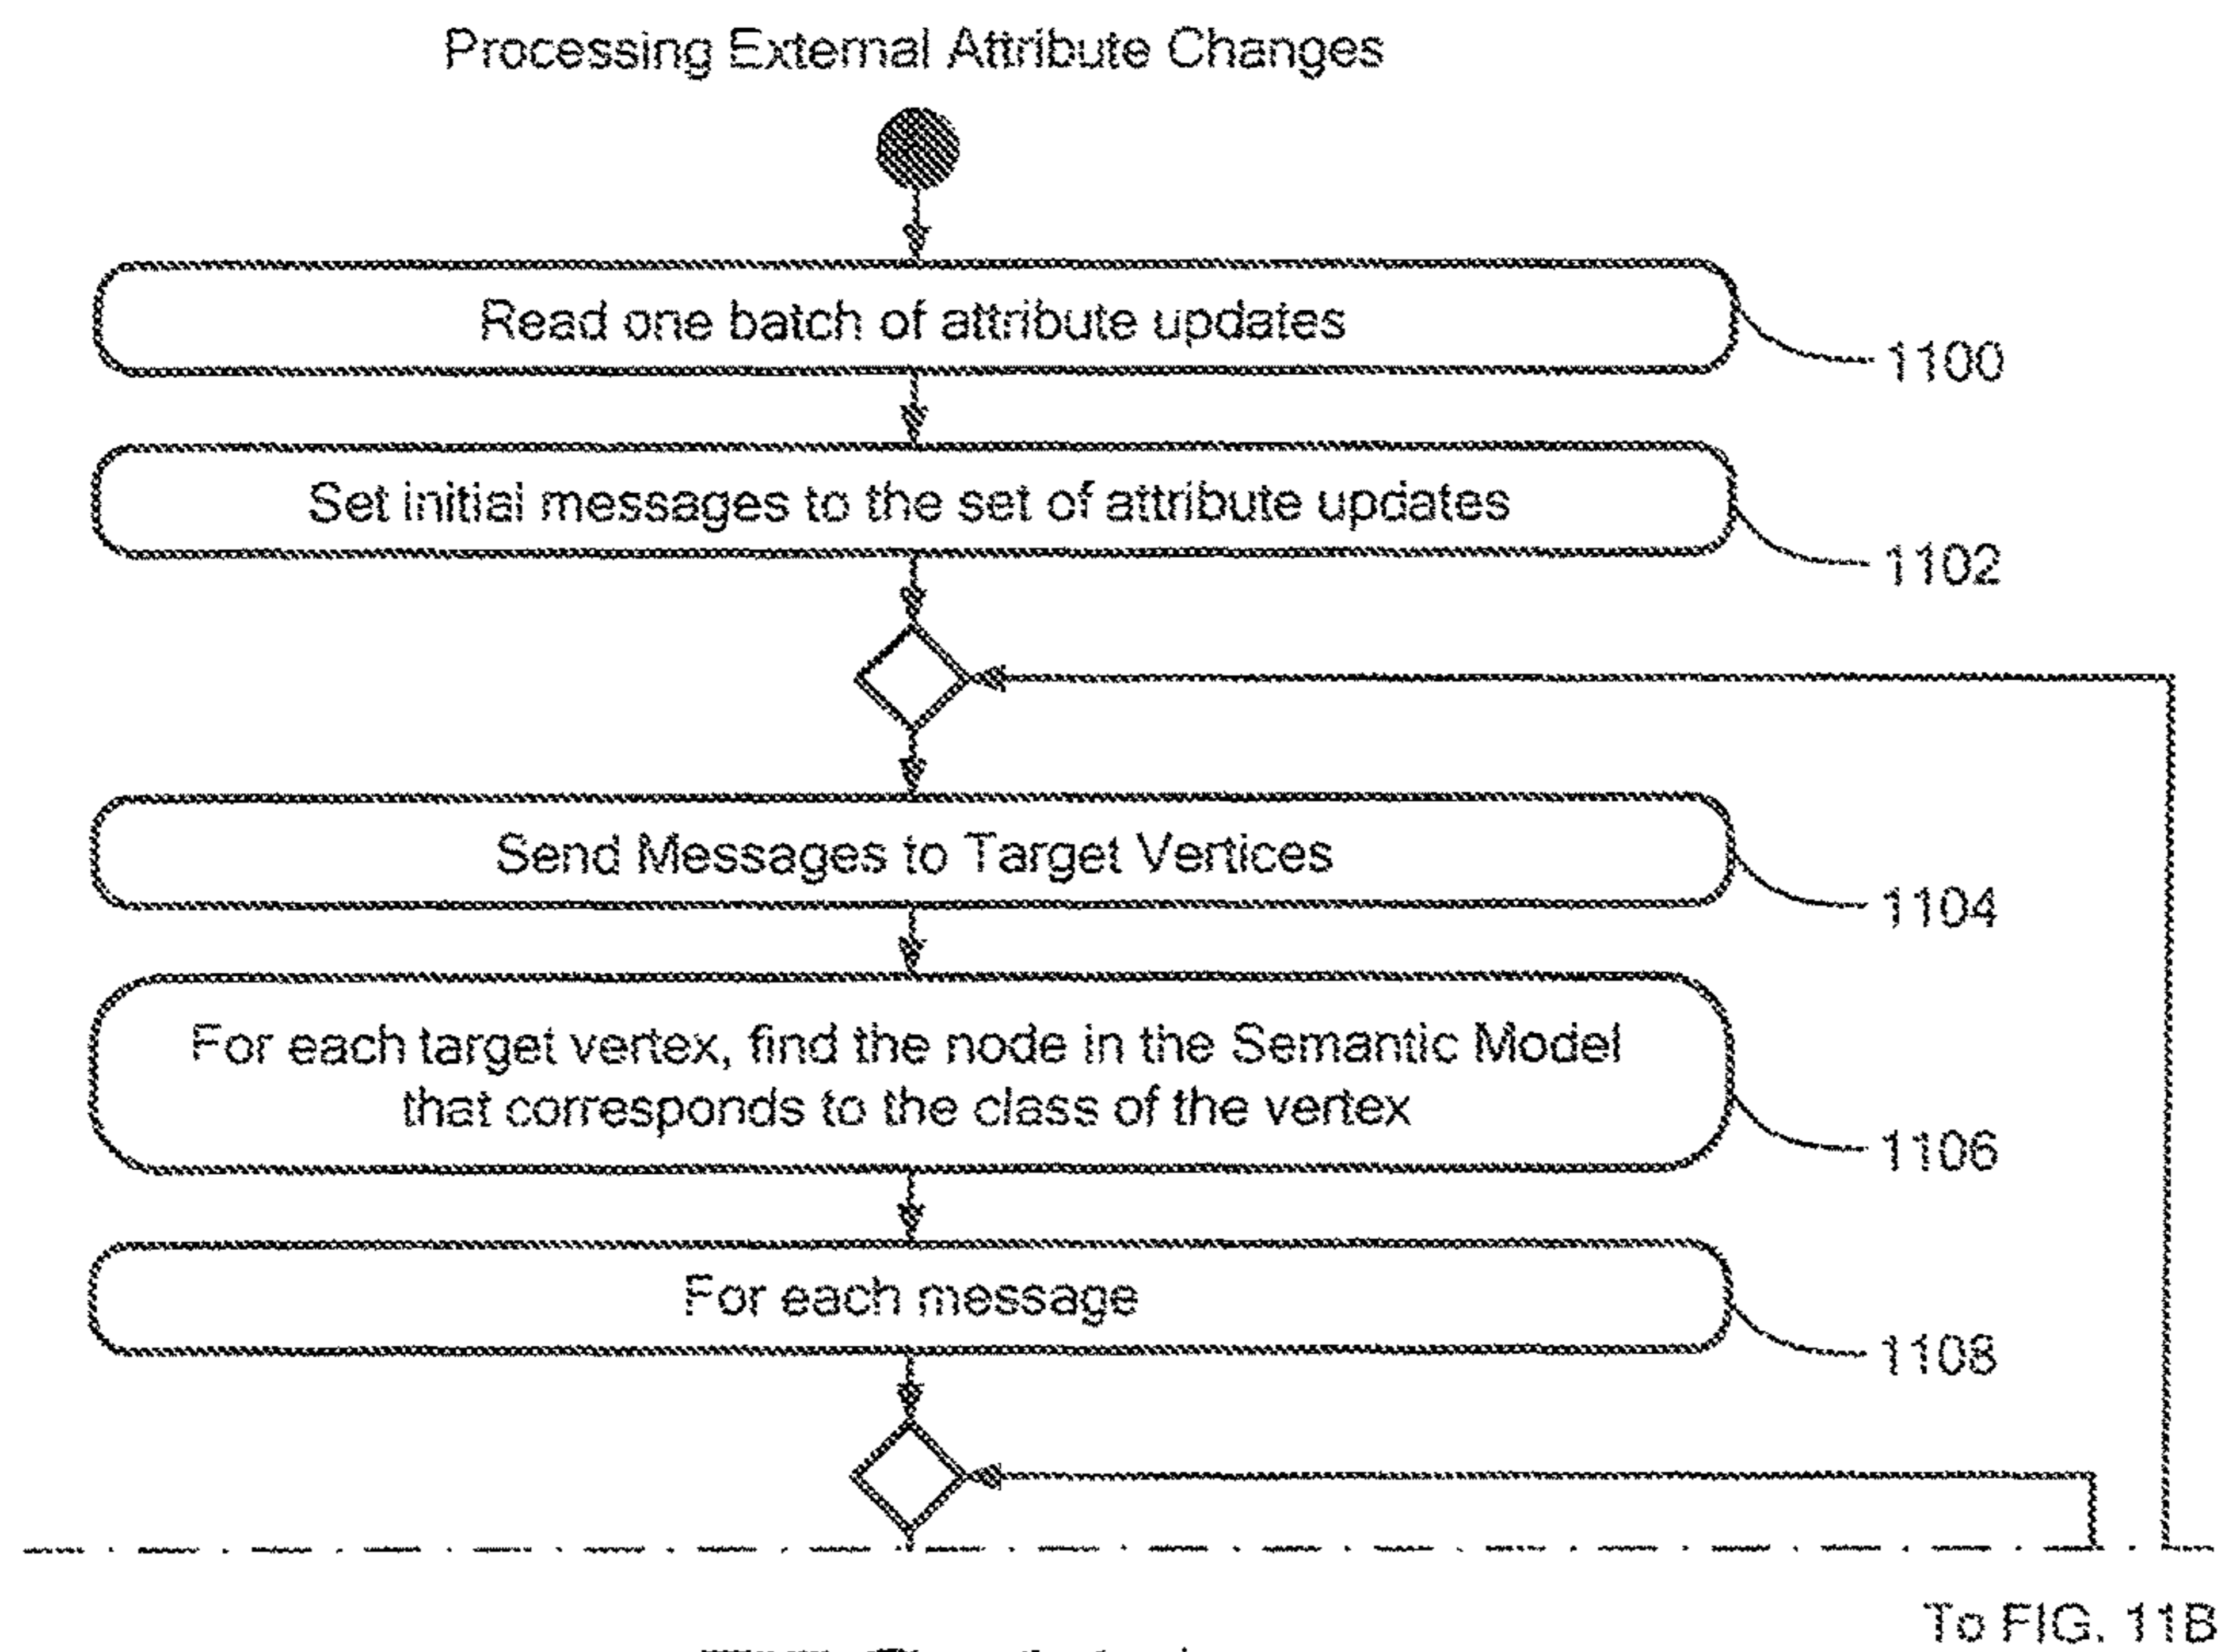 Processing External Attribute Changes
Read one batch of attribute updates
1100
Set initial messages to the set of attribute updates
1102
Send Messages to Target Vertices
1104
For each target vertex, find the node in the Semantic Model
that corresponds to the class of the vertex
1106
For each message
1108
To FIG. 11B